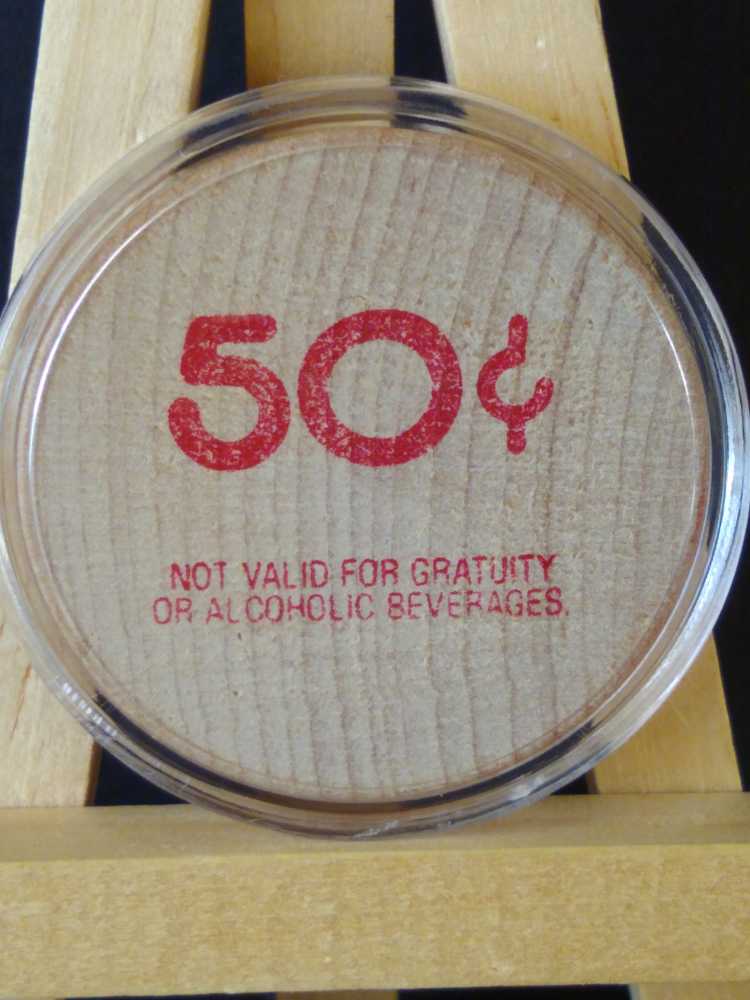 50¢
NOT VALID FOR GRATUITY
OR ALCOHOLIC BEVERAGES.